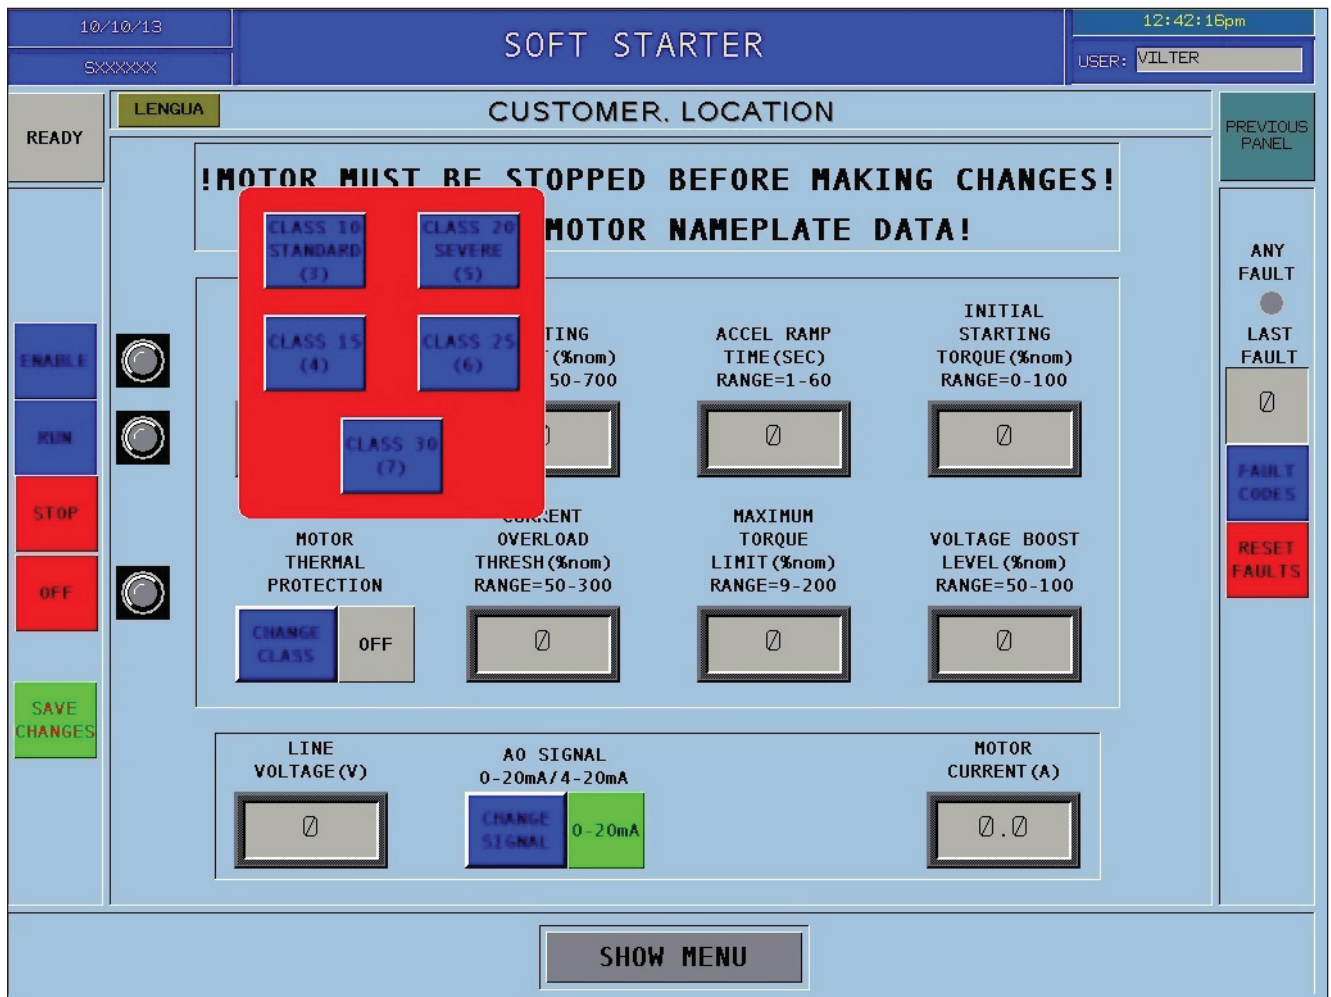 10/10/13
SXXXXXX
SOFT STARTER
12:42:16pm
USER: VILTER
READY
LENGUA
CUSTOMER. LOCATION
PREVIOUS
PANEL
!MOTOR MUST BE STOPPED BEFORE MAKING CHANGES!
MOTOR NAMEPLATE DATA!
CLASS 10
STANDARD
(3)
CLASS 20
SEVERE
(5)
CLASS 15
(4)
CLASS 25
(6)
CLASS 30
(7)
TING
(%nom)
50-700
ACCEL RAMP
TIME(SEC)
RANGE=1-60
INITIAL
STARTING
TORQUE(%nom)
RANGE=0-100
0
0
ENABLE
RUN
STOP
OFF
SAVE
CHANGES
MOTOR
THERMAL
PROTECTION
CURRENT
OVERLOAD
THRESH(%nom)
RANGE=50-300
MAXIMUM
TORQUE
LIMIT(%nom)
RANGE=9-200
VOLTAGE BOOST
LEVEL(%nom)
RANGE=50-100
CHANGE
CLASS
OFF
0
0
0
LINE
VOLTAGE(V)
AO SIGNAL
0-20mA/4-20mA
MOTOR
CURRENT(A)
0
CHANGE
SIGNAL
0-20mA
0.0
ANY
FAULT
LAST
FAULT
0
FAULT
CODES
RESET
FAULTS
SHOW MENU